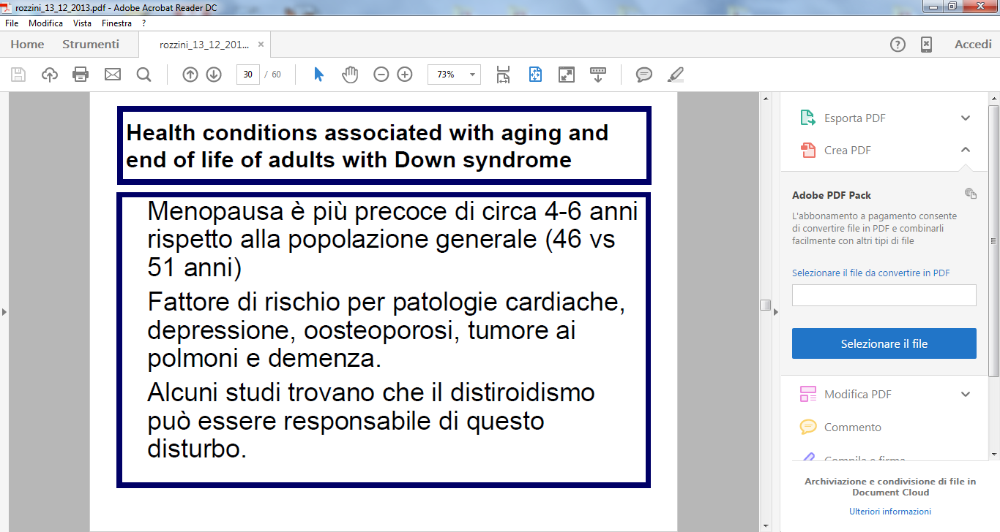 rozzini_13_12_2013.pdf - Adobe Acrobat Reader DC
File Modifica Vista Finestra ?
Home Strumenti rozzini_13_12_201... × ? Accedi
30 / 60 73%
Health conditions associated with aging and
end of life of adults with Down syndrome
Menopausa è più precoce di circa 4-6 anni
rispetto alla popolazione generale (46 vs
51 anni)
Fattore di rischio per patologie cardiache,
depressione, oosteoporosi, tumore ai
polmoni e demenza.
Alcuni studi trovano che il distiroidismo
può essere responsabile di questo
disturbo.
Esporta PDF
Crea PDF
Adobe PDF Pack
L'abbonamento a pagamento consente
di convertire file in PDF e combinarli
facilmente con altri tipi di file
Selezionare il file da convertire in PDF
Selezionare il file
Modifica PDF
Commento
Compila e firma
Archiviazione e condivisione di file in
Document Cloud
Ulteriori informazioni